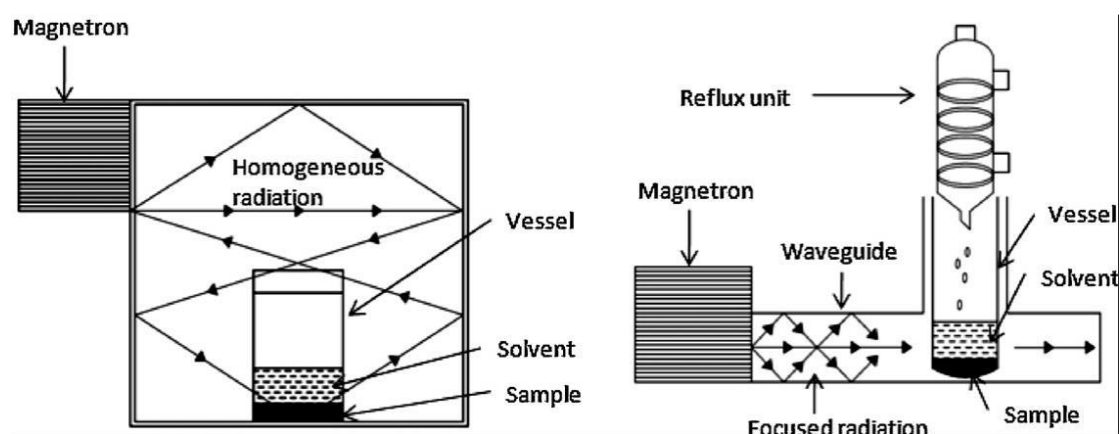 Magnetron
Homogeneous
radiation
Vessel
Solvent
Sample
Reflux unit
Magnetron
Waveguide
Vessel
Solvent
Sample
Focused radiation